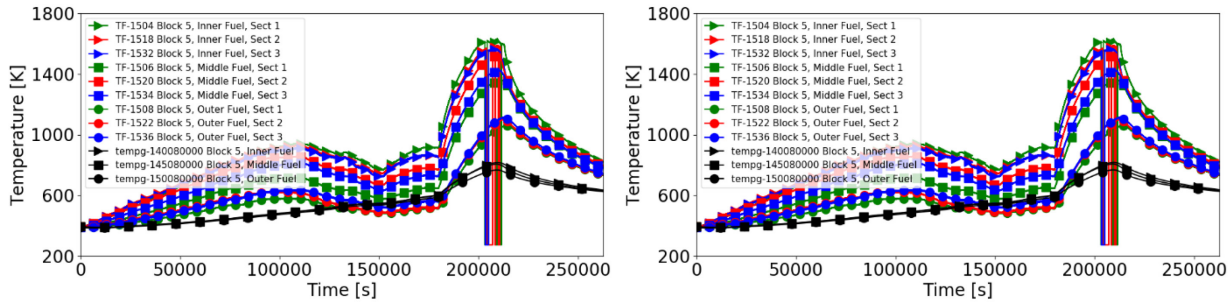 1800
1400
1000
600
200
Temperature [K]
TF-1504 Block 5, Inner Fuel, Sect 1
TF-1518 Block 5, Inner Fuel, Sect 2
TF-1532 Block 5, Inner Fuel, Sect 3
TF-1506 Block 5, Middle Fuel, Sect 1
TF-1520 Block 5, Middle Fuel, Sect 2
TF-1534 Block 5, Middle Fuel, Sect 3
TF-1508 Block 5, Outer Fuel, Sect 1
TF-1522 Block 5, Outer Fuel, Sect 2
TF-1536 Block 5, Outer Fuel, Sect 3
tempg-140080000 Block 5, Inner Fuel
tempg-145080000 Block 5, Middle Fuel
tempg-150080000 Block 5, Outer Fuel
0 50000 100000 150000 200000 250000
Time [s]
1800
1400
1000
600
200
Temperature [K]
TF-1504 Block 5, Inner Fuel, Sect 1
TF-1518 Block 5, Inner Fuel, Sect 2
TF-1532 Block 5, Inner Fuel, Sect 3
TF-1506 Block 5, Middle Fuel, Sect 1
TF-1520 Block 5, Middle Fuel, Sect 2
TF-1534 Block 5, Middle Fuel, Sect 3
TF-1508 Block 5, Outer Fuel, Sect 1
TF-1522 Block 5, Outer Fuel, Sect 2
TF-1536 Block 5, Outer Fuel, Sect 3
tempg-140080000 Block 5, Inner Fuel
tempg-145080000 Block 5, Middle Fuel
tempg-150080000 Block 5, Outer Fuel
0 50000 100000 150000 200000 250000
Time [s]